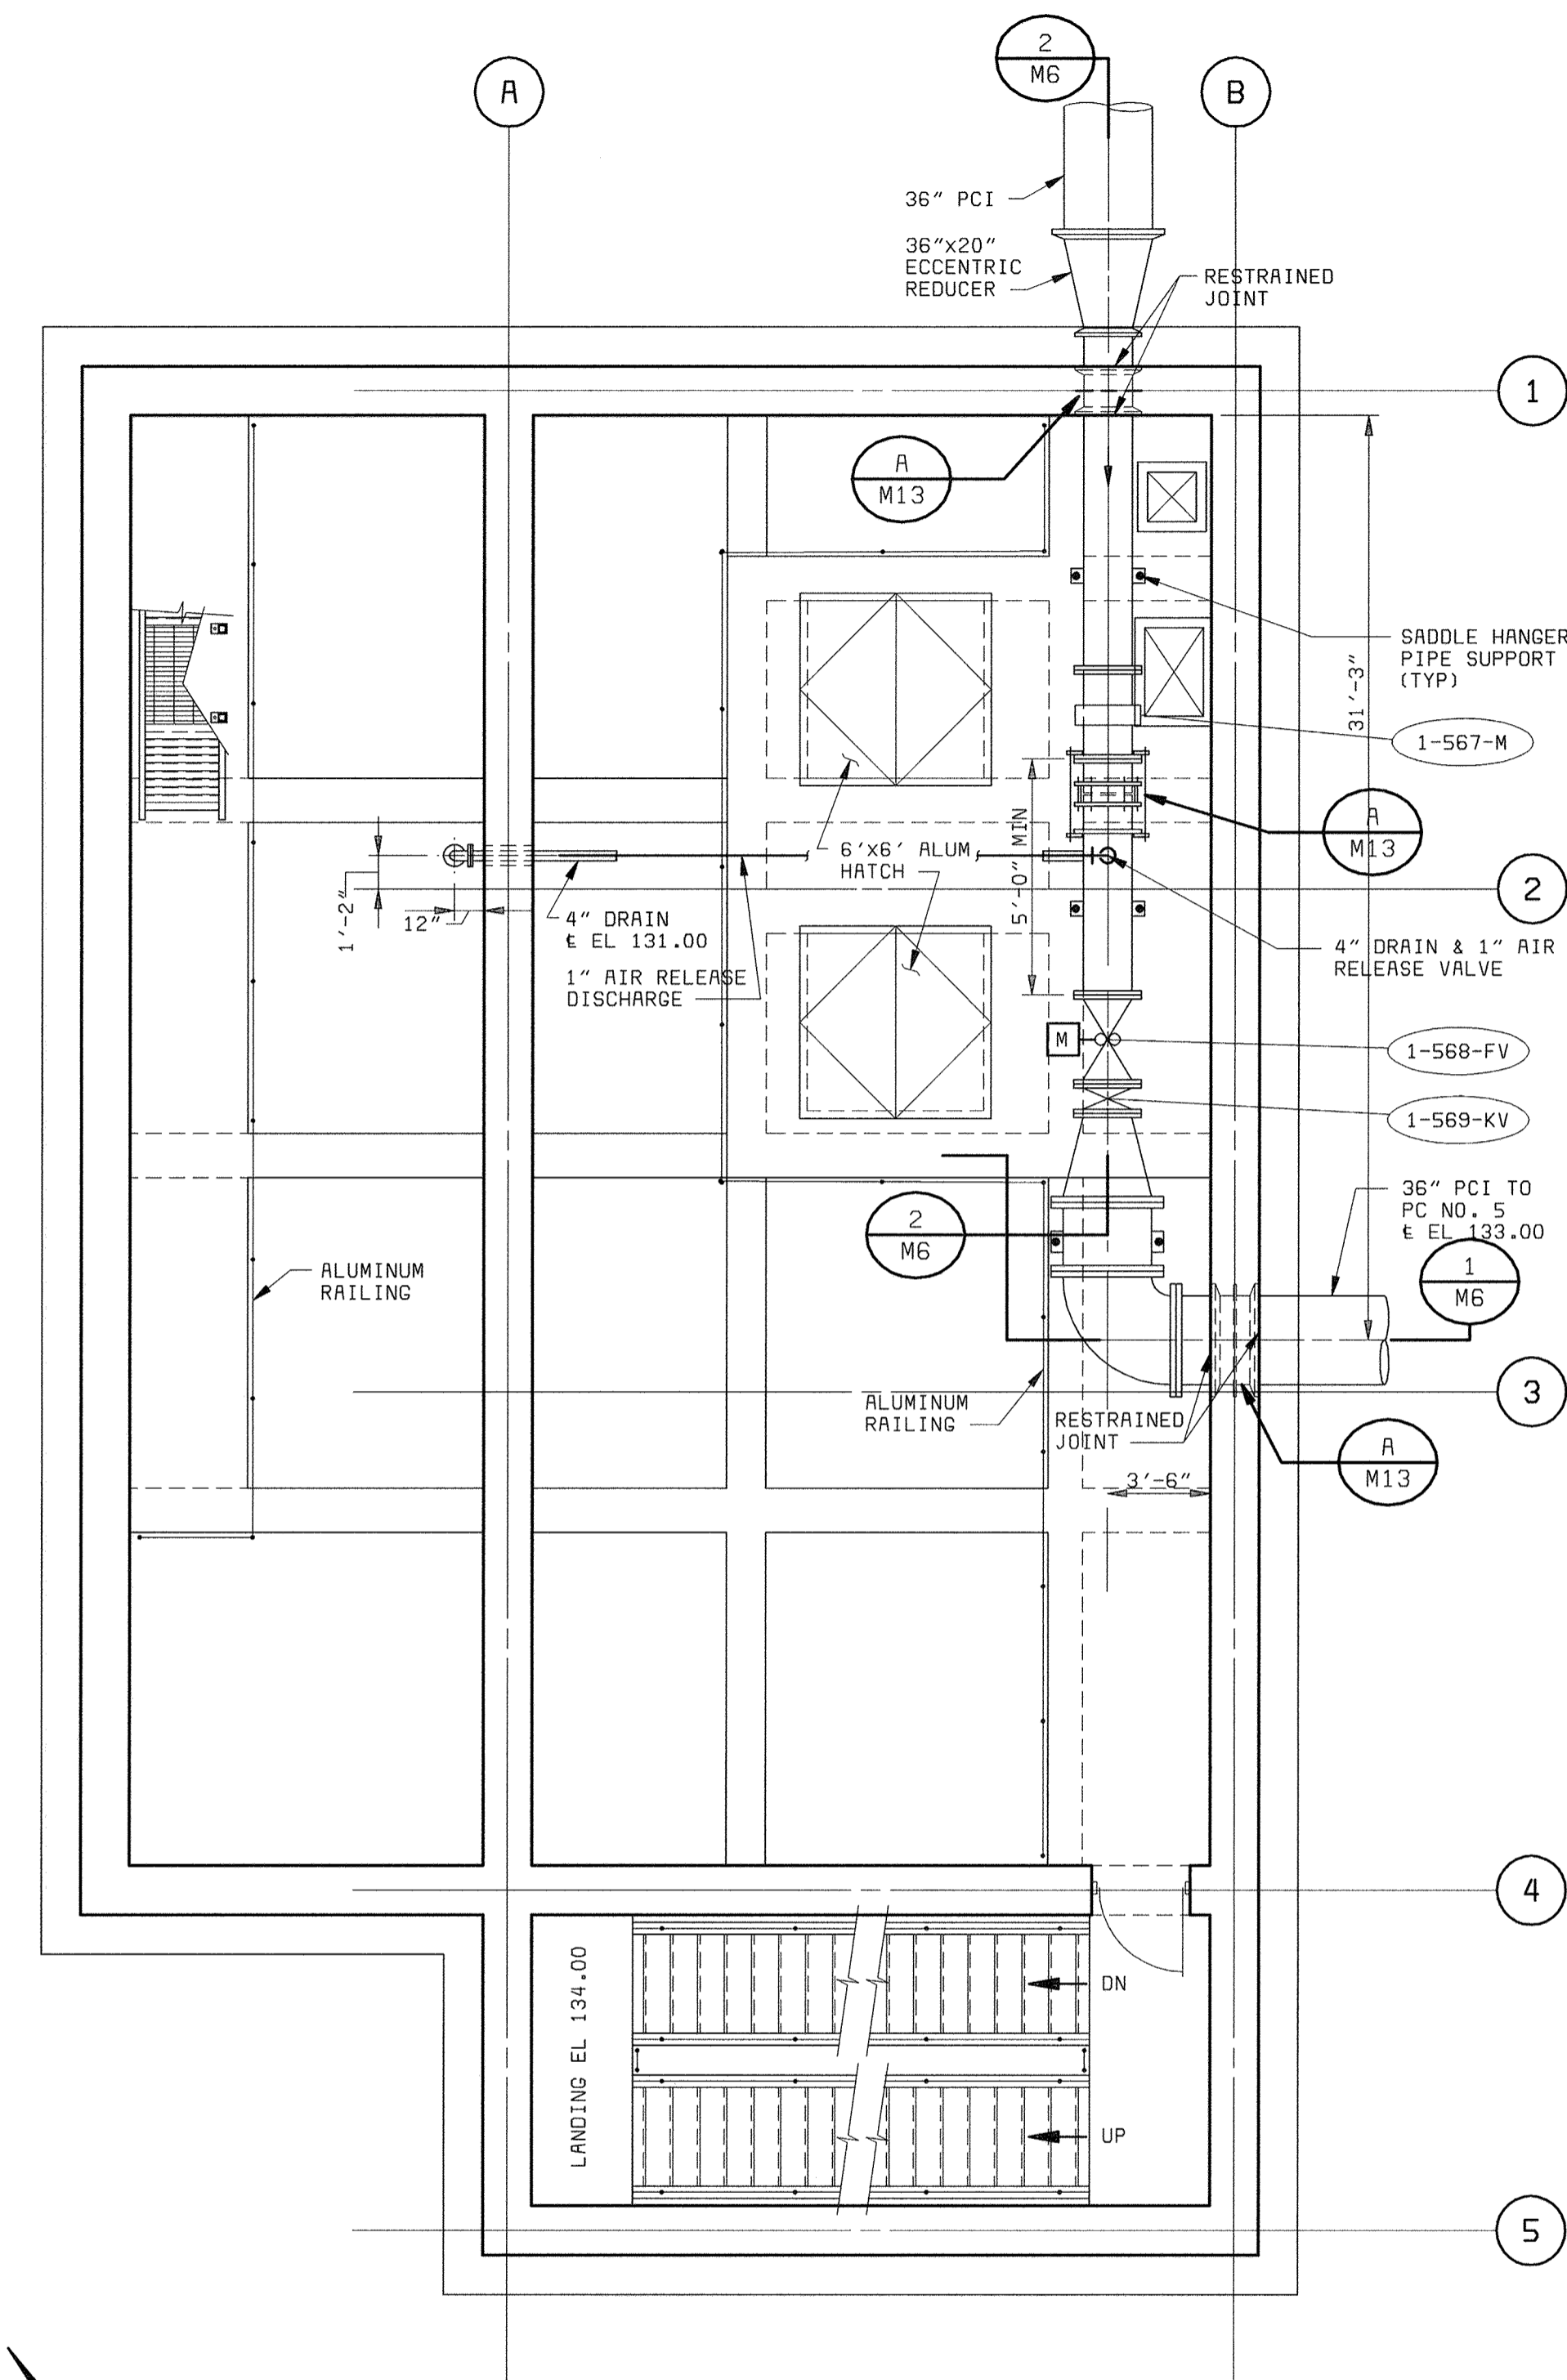 2
M6
A
B
36" PCI
36"x20"
ECCENTRIC
REDUCER
RESTRAINED
JOINT
1
A
M13
SADDLE HANGER
PIPE SUPPORT
(TYP)
31'-3"
1-567-M
A
M13
5'-0" MIN
6'x6' ALUM
HATCH
2
1'-2"
12"
4" DRAIN
℄ EL 131.00
1" AIR RELEASE
DISCHARGE
4" DRAIN & 1" AIR
RELEASE VALVE
M
1-568-FV
1-569-KV
36" PCI TO
PC NO. 5
℄ EL 133.00
2
M6
1
M6
ALUMINUM
RAILING
3
ALUMINUM
RAILING
RESTRAINED
JOINT
A
M13
3'-6"
4
LANDING EL 134.00
DN
UP
5